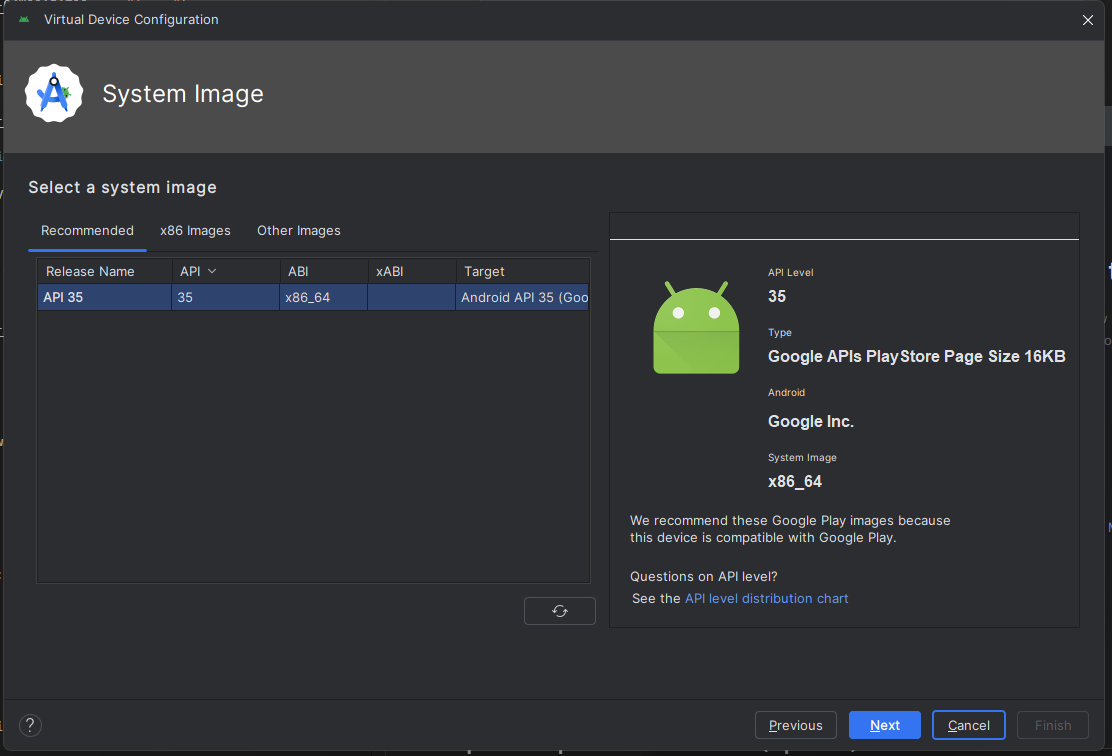 Virtual Device Configuration
System Image
Select a system image
Recommended x86 Images Other Images
Release Name API ABI xABI Target
API 35 35 x86_64 Android API 35 (Goo
API Level
35
Type
Google APIs PlayStore Page Size 16KB
Android
Google Inc.
System Image
x86_64
We recommend these Google Play images because
this device is compatible with Google Play.
Questions on API level?
See the API level distribution chart
? Previous Next Cancel Finish